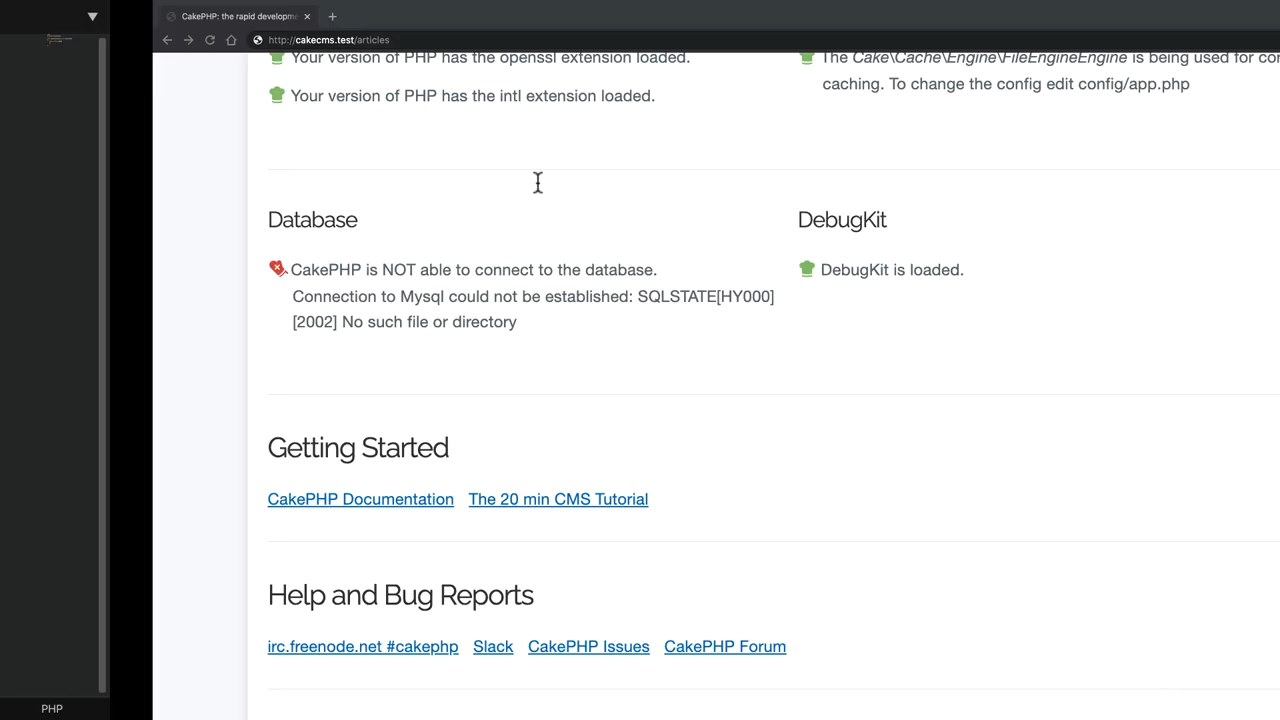 CakePHP: the rapid developm
http://cakecms.test/articles
Your version of PHP has the openssl extension loaded.
Your version of PHP has the intl extension loaded.
The Cake\Cache\Engine\FileEngineEngine is being used for co
caching. To change the config edit config/app.php
Database
CakePHP is NOT able to connect to the database.
Connection to Mysql could not be established: SQLSTATE[HY000]
[2002] No such file or directory
DebugKit
DebugKit is loaded.
Getting Started
CakePHP Documentation The 20 min CMS Tutorial
Help and Bug Reports
irc.freenode.net #cakephp Slack CakePHP Issues CakePHP Forum
PHP